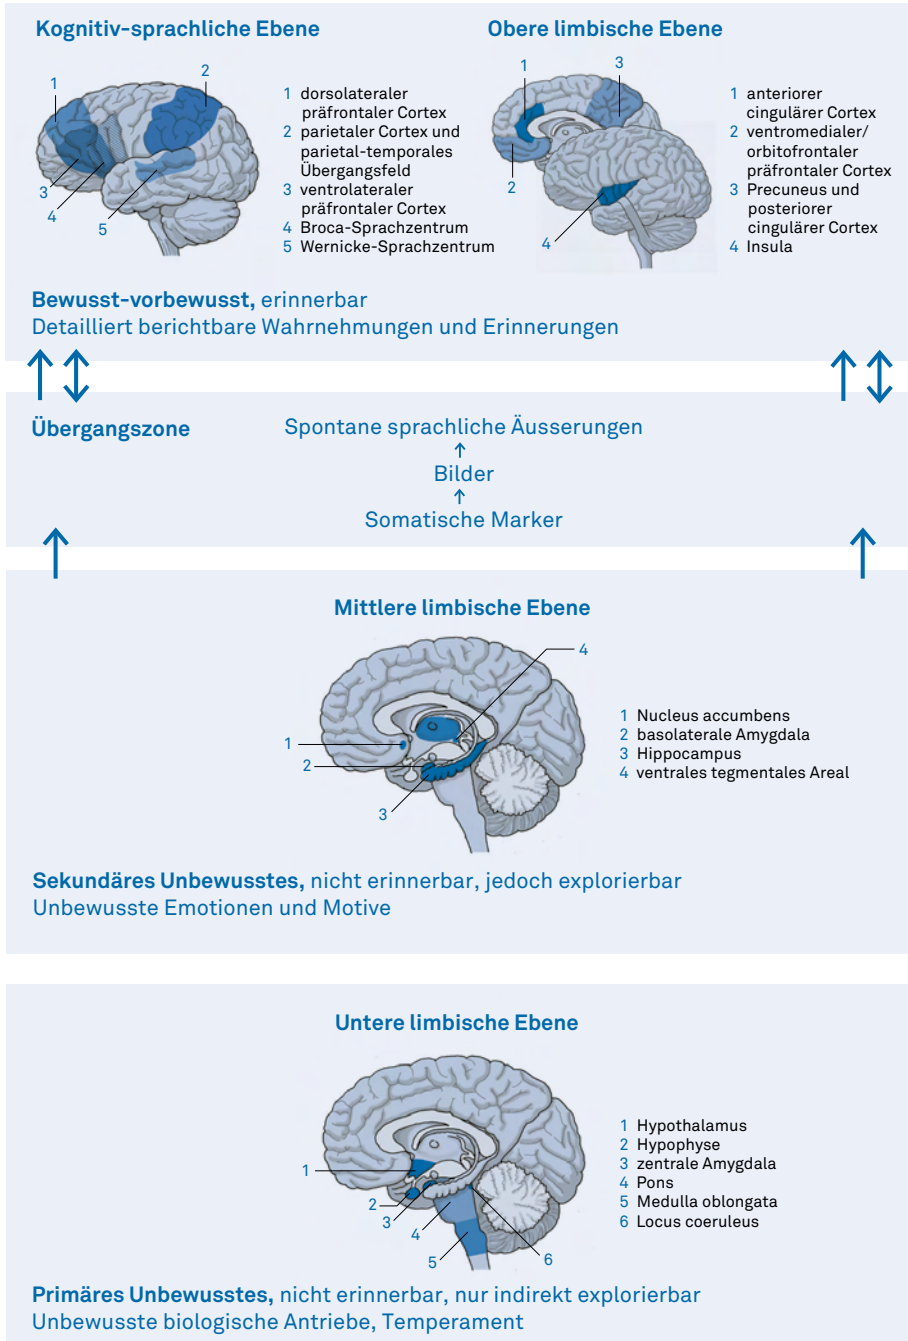 Kognitiv-sprachliche Ebene
1
2
3
4
5
1 dorsolateraler
präfrontaler Cortex
2 parietaler Cortex und
parietal-temporales
Übergangsfeld
3 ventrolateraler
präfrontaler Cortex
4 Broca-Sprachzentrum
5 Wernicke-Sprachzentrum
Obere limbische Ebene
1
3
2
4
1 anteriorer
cingulärer Cortex
2 ventromedialer/
orbitofrontaler
präfrontaler Cortex
3 Precuneus und
posteriorer
cingulärer Cortex
4 Insula
Bewusst-vorbewusst, erinnerbar
Detailliert berichtbare Wahrnehmungen und Erinnerungen
Übergangszone
Spontane sprachliche Äusserungen
Bilder
Somatische Marker
Mittlere limbische Ebene
4
1
2
3
1 Nucleus accumbens
2 basolaterale Amygdala
3 Hippocampus
4 ventrales tegmentales Areal
Sekundäres Unbewusstes, nicht erinnerbar, jedoch explorierbar
Unbewusste Emotionen und Motive
Untere limbische Ebene
1
2
3
4
5
6
1 Hypothalamus
2 Hypophyse
3 zentrale Amygdala
4 Pons
5 Medulla oblongata
6 Locus coeruleus
Primäres Unbewusstes, nicht erinnerbar, nur indirekt explorierbar
Unbewusste biologische Antriebe, Temperament